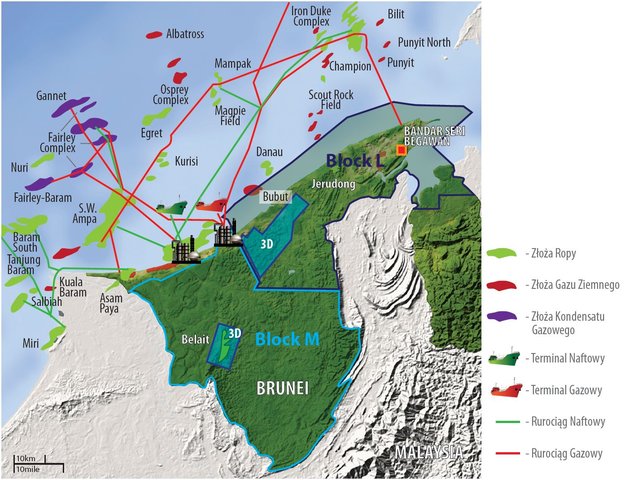 Iron Duke
Complex
Bilit
Albatross
Punyit North
Mampak
Champion
Punyit
Osprey
Complex
Gannet
Magpie
Field
Scout Rock
Field
Fairley
Complex
Egret
BANDAR SERI
BEGAWAN
Kurisi
Danau
Nuri
Block L
Fairley-Baram
Jerudong
Bubut
S.W.
Ampa
Baram
South
3D
Tanjung
Baram
Kuala
Baram
Asam
Paya
Salbiah
Miri
Belait
3D
Block M
BRUNEI
MALAYSIA
10km
10mile
- Złoża Ropy
- Złoża Gazu Ziemnego
- Złoża Kondensatu
Gazowego
- Terminal Naftowy
- Terminal Gazowy
- Rurociąg Naftowy
- Rurociąg Gazowy